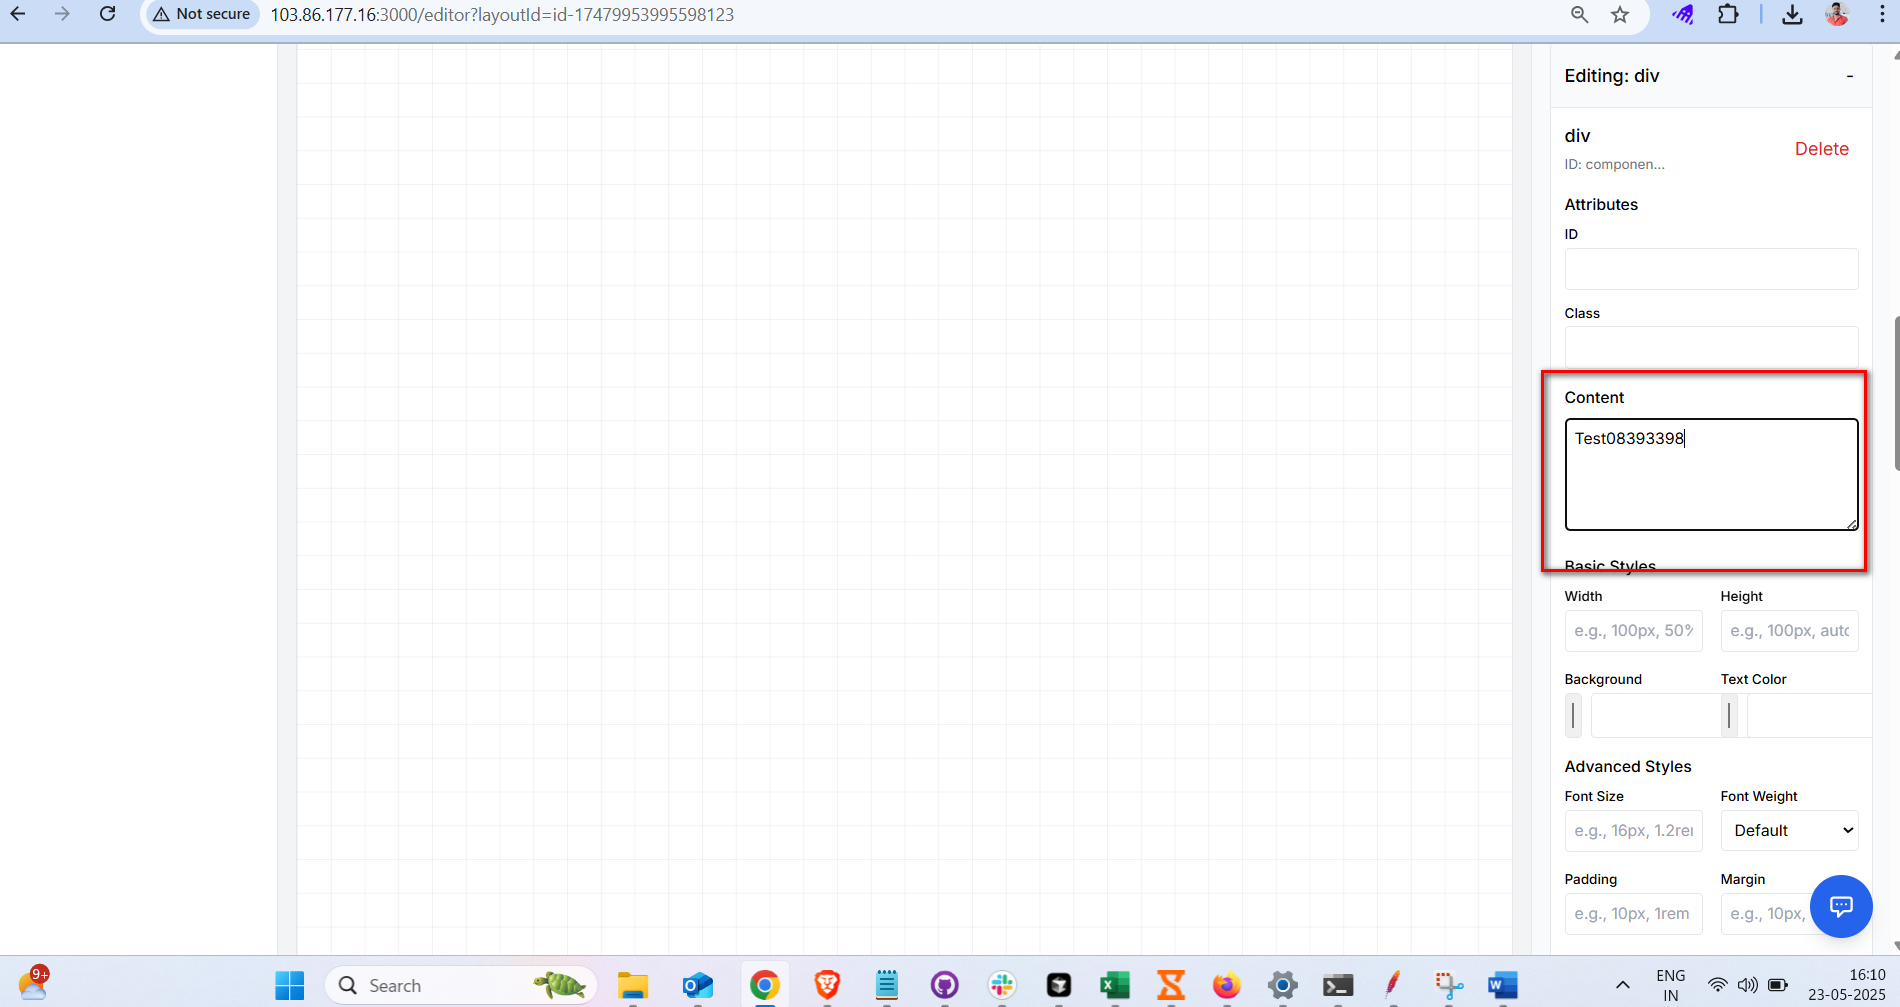 Not secure
103.86.177.16:3000/editor?layoutId=id-17479953995598123
Editing: div
-
div
Delete
ID: componen...
Attributes
ID
Class
Content
Test08393398
Basic Styles
Width Height
e.g., 100px, 50% e.g., 100px, auto
Background Text Color
Advanced Styles
Font Size Font Weight
e.g., 16px, 1.2rem Default
Padding Margin
e.g., 10px, 1rem e.g., 10px,
9+
Search
ENG
IN
16:10
23-05-2025